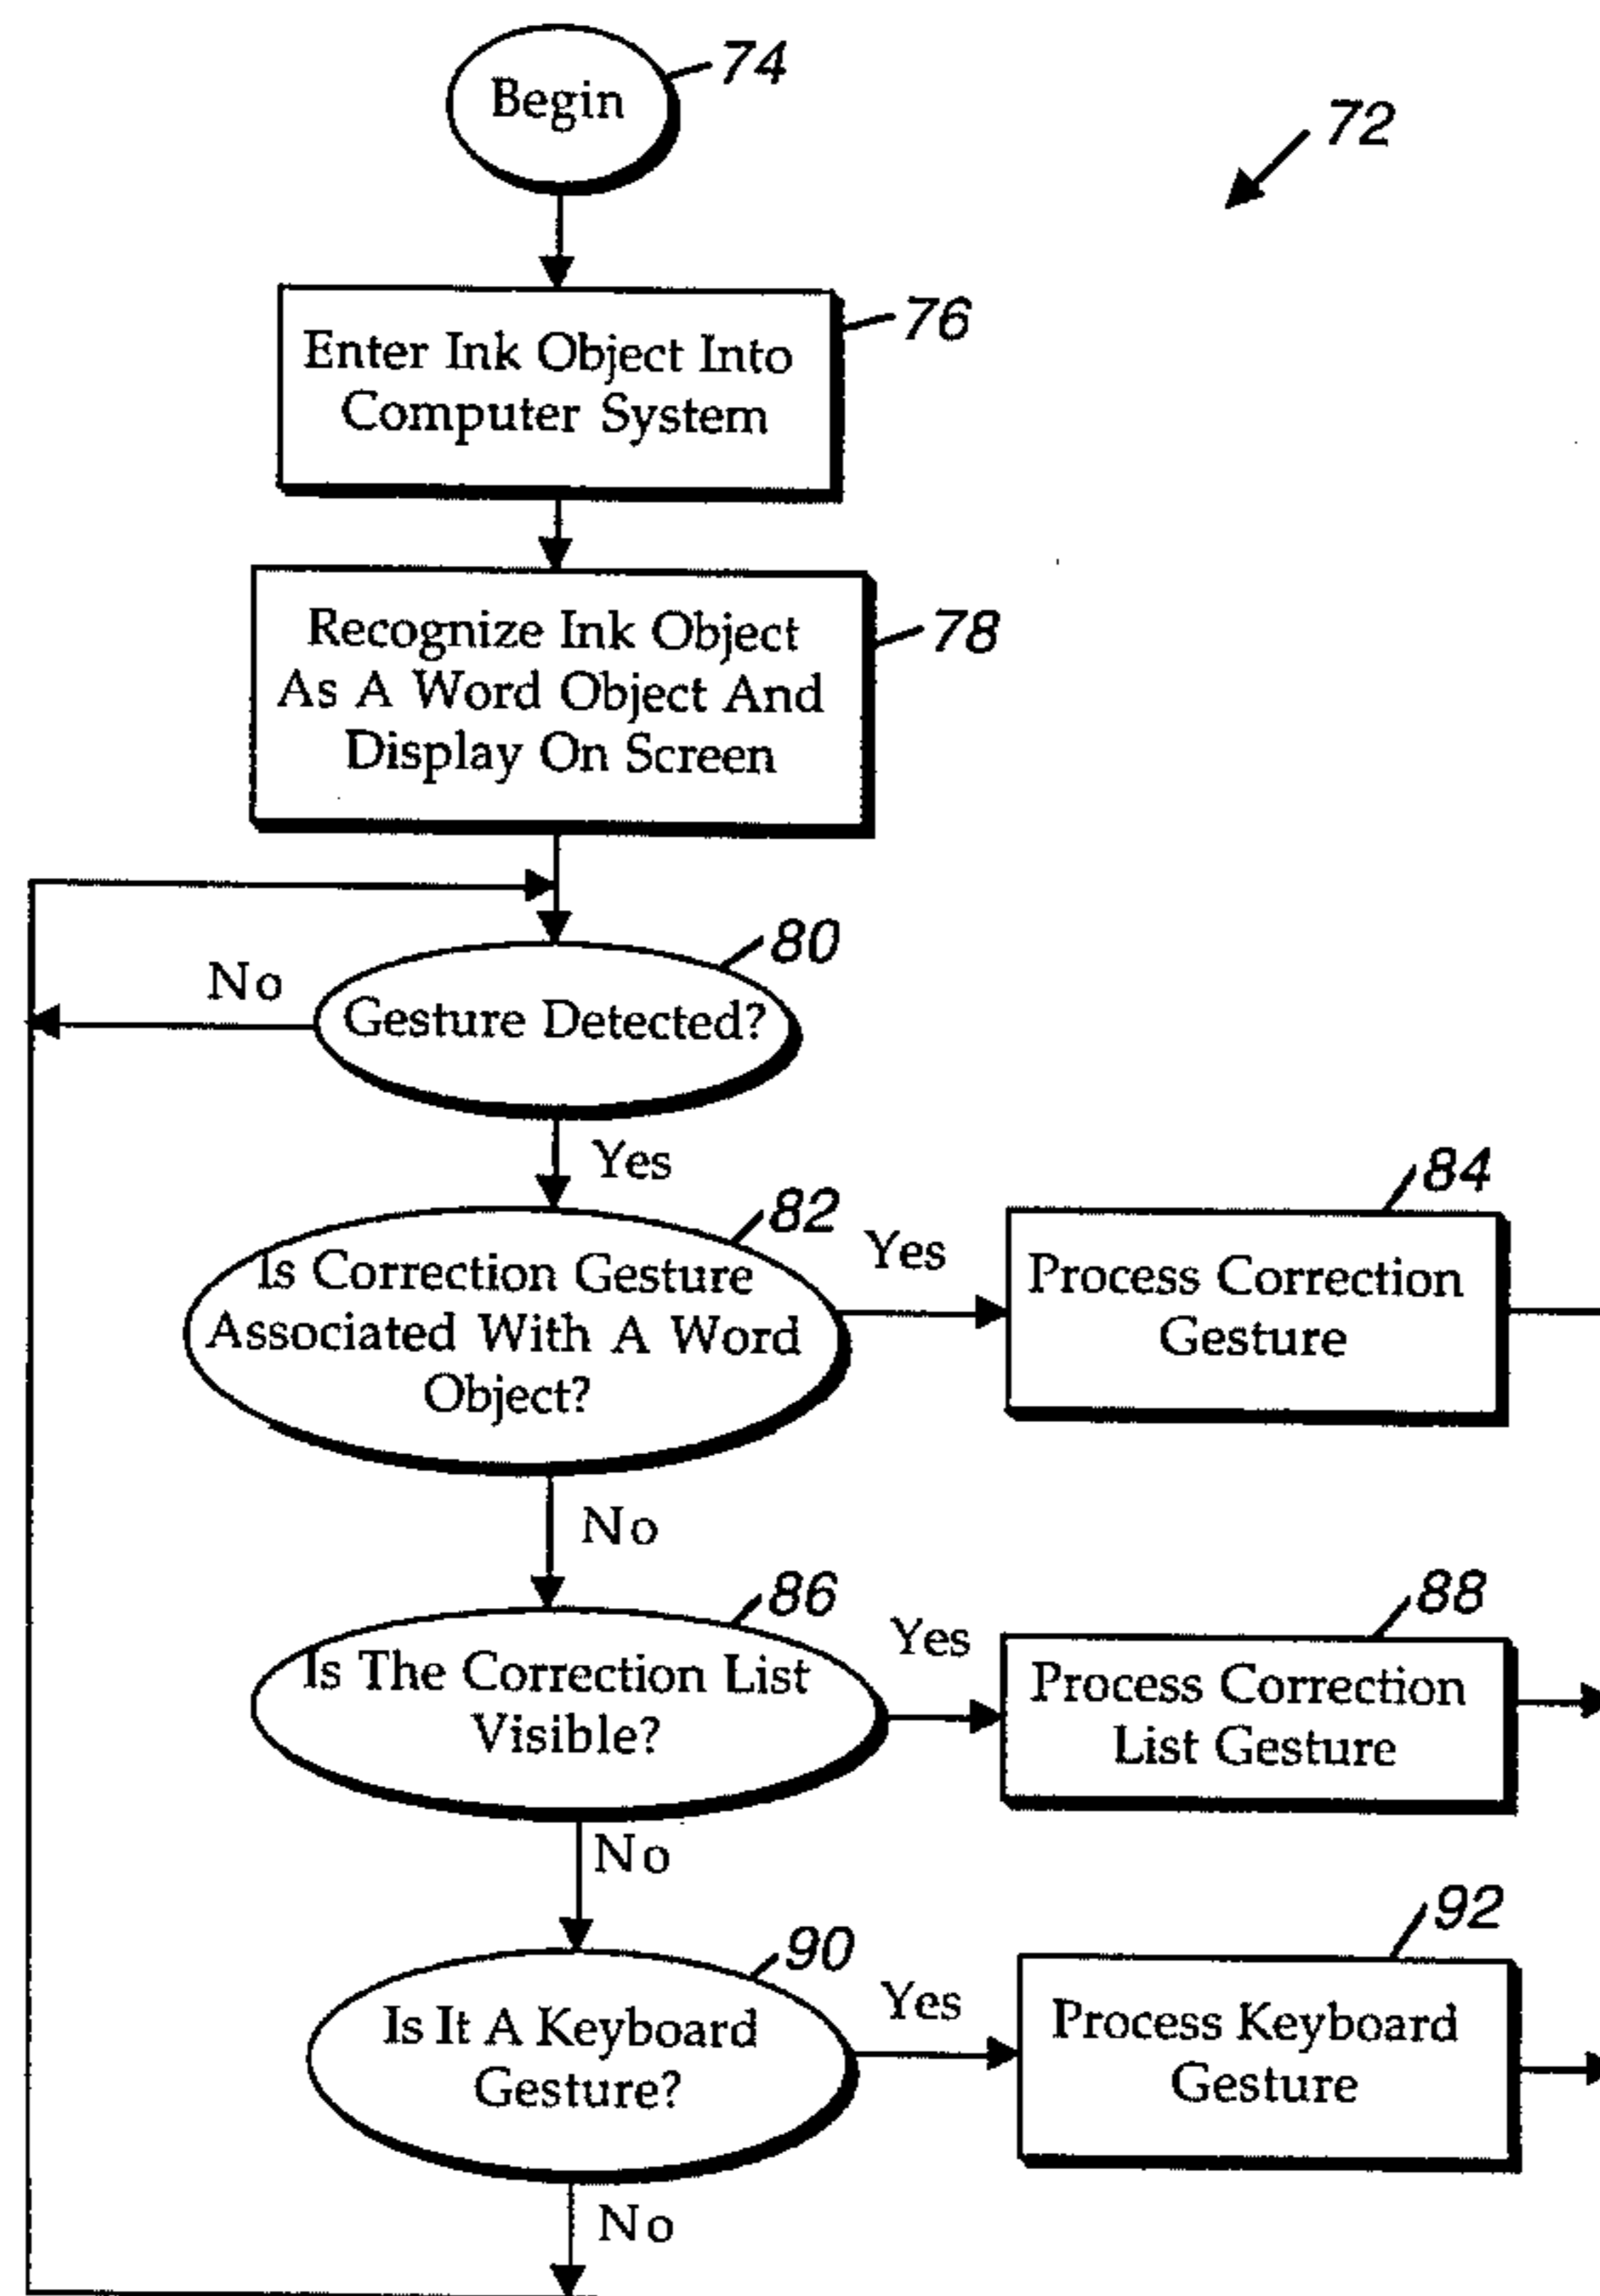 Begin
74
72
Enter Ink Object Into
Computer System
76
Recognize Ink Object
As A Word Object And
Display On Screen
78
80
No
Gesture Detected?
Yes
82
84
Is Correction Gesture
Associated With A Word
Object?
Yes
Process Correction
Gesture
No
86
88
Is The Correction List
Visible?
Yes
Process Correction
List Gesture
No
90
92
Is It A Keyboard
Gesture?
Yes
Process Keyboard
Gesture
No